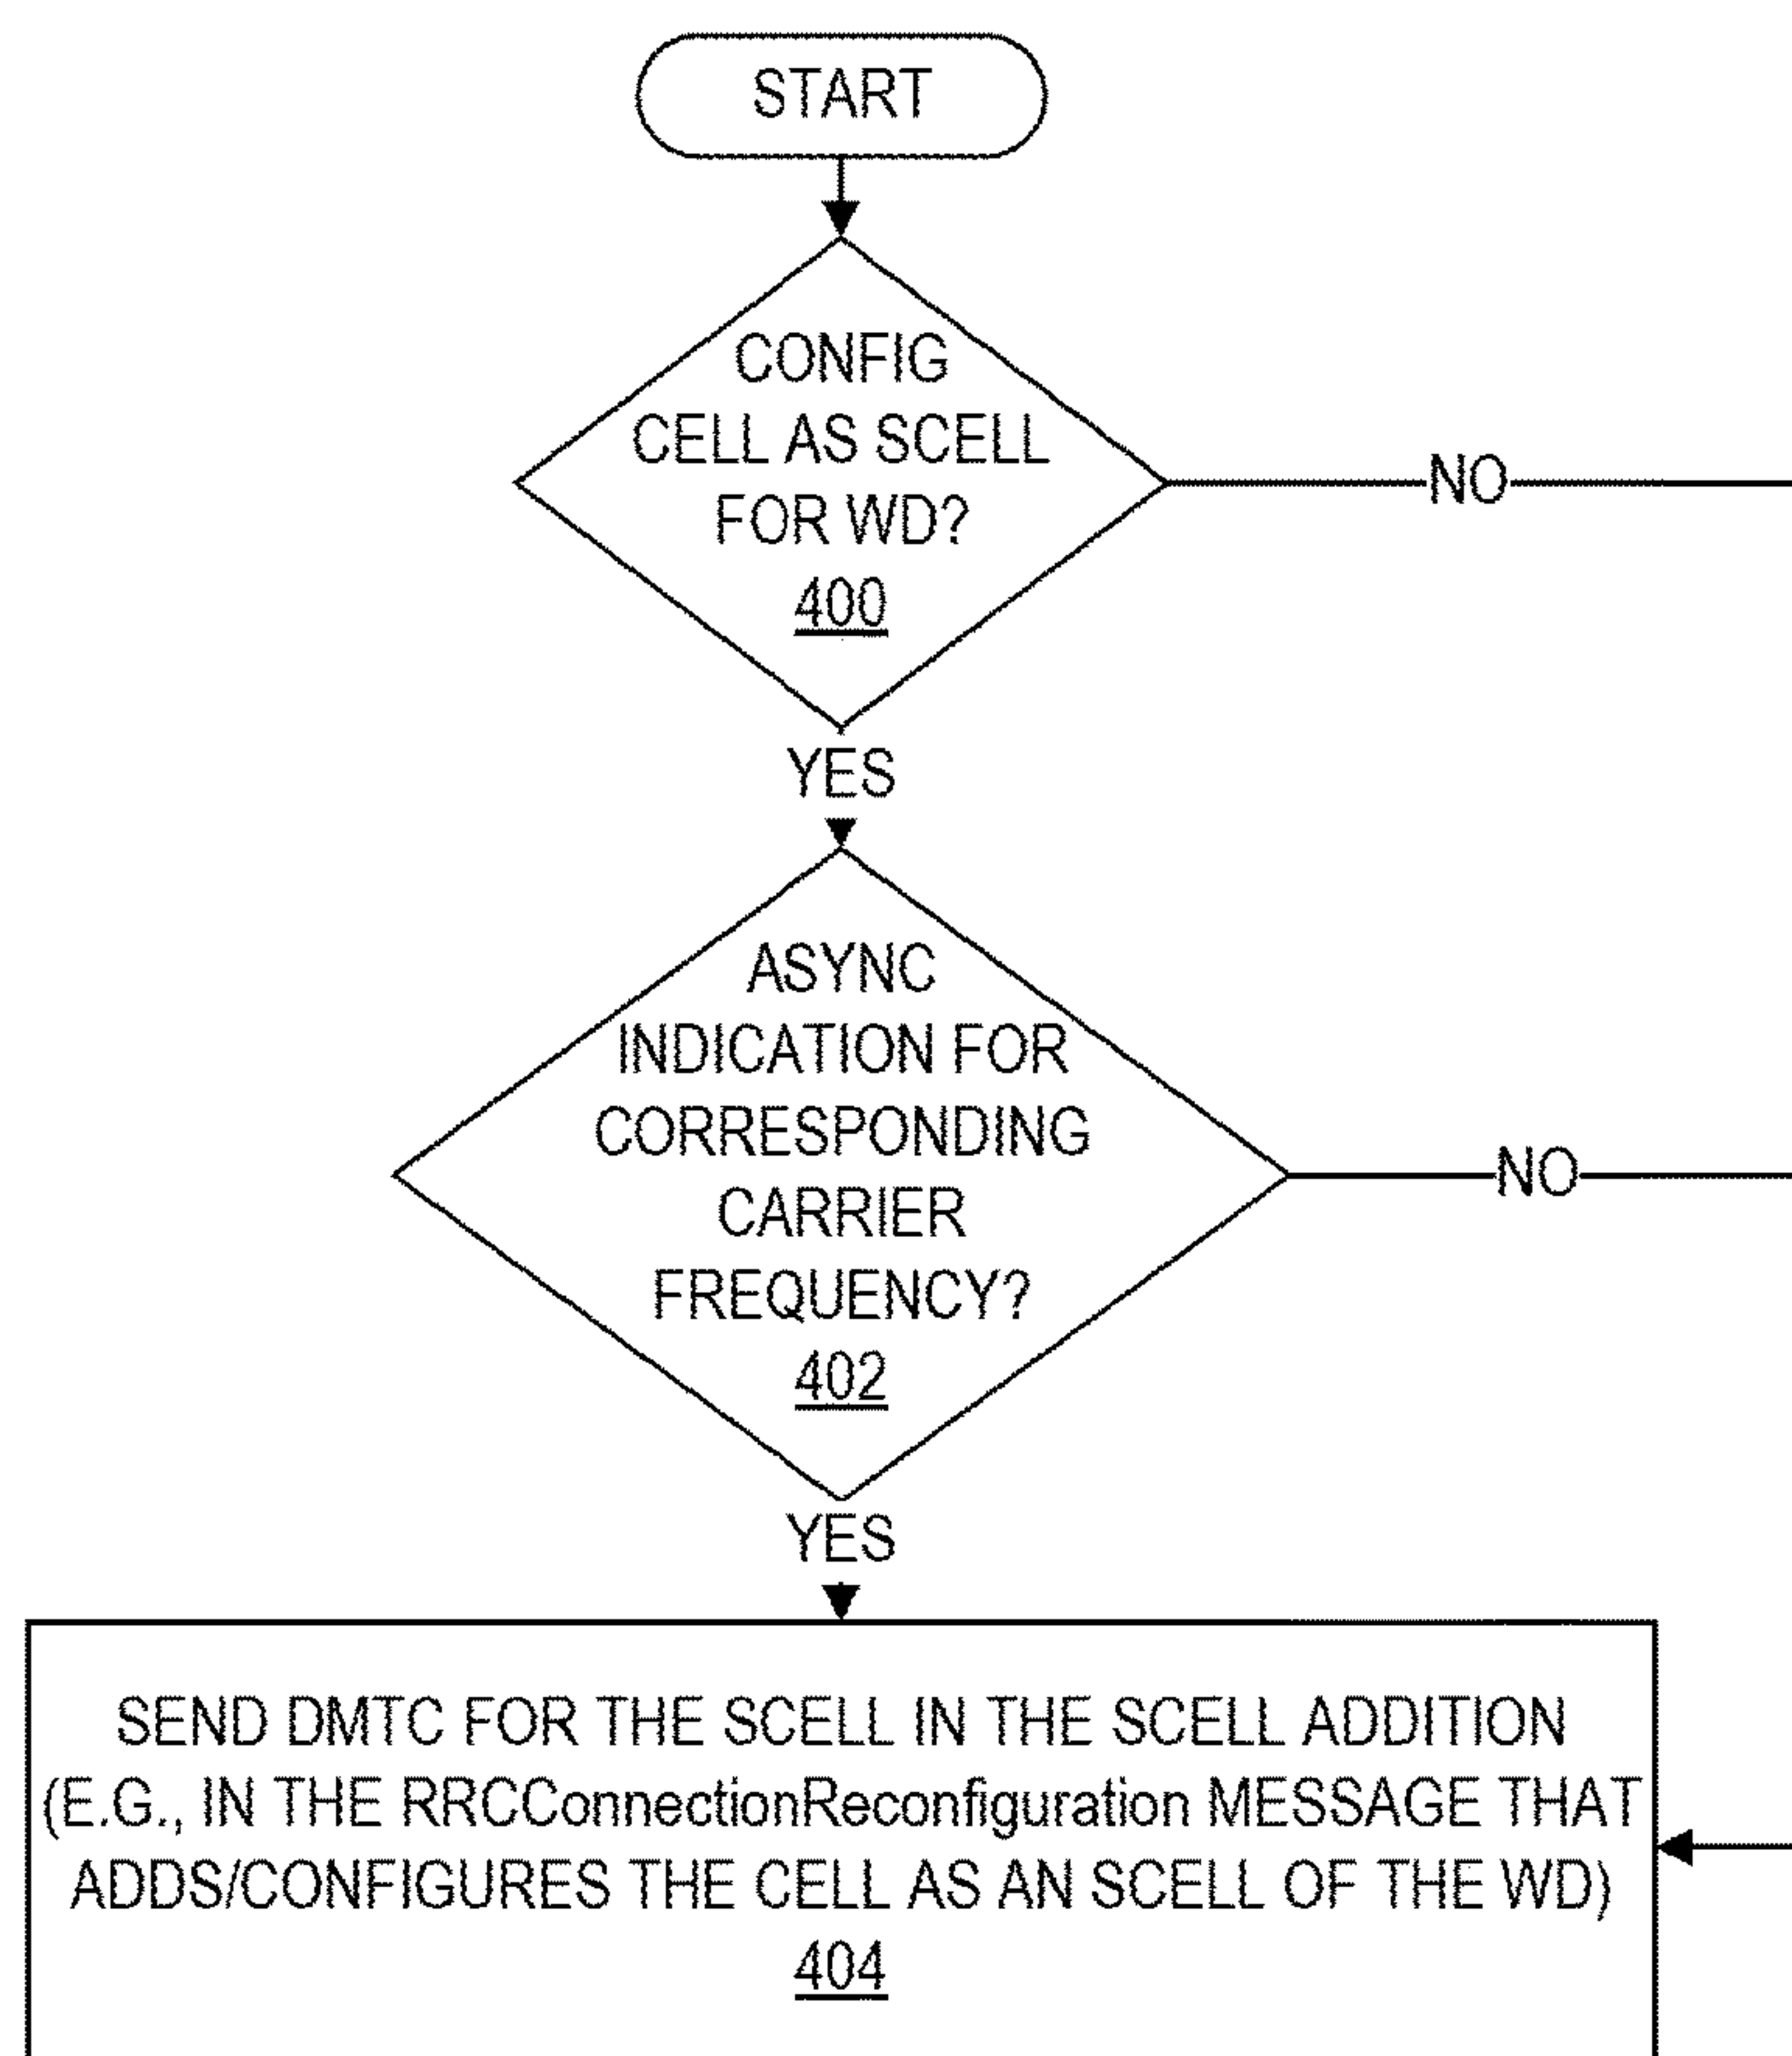 START
CONFIG
CELL AS SCELL
FOR WD?
400
NO
YES
ASYNC
INDICATION FOR
CORRESPONDING
CARRIER
FREQUENCY?
402
NO
YES
SEND DMTC FOR THE SCELL IN THE SCELL ADDITION
(E.G., IN THE RRCConnectionReconfiguration MESSAGE THAT
ADDS/CONFIGURES THE CELL AS AN SCELL OF THE WD)
404